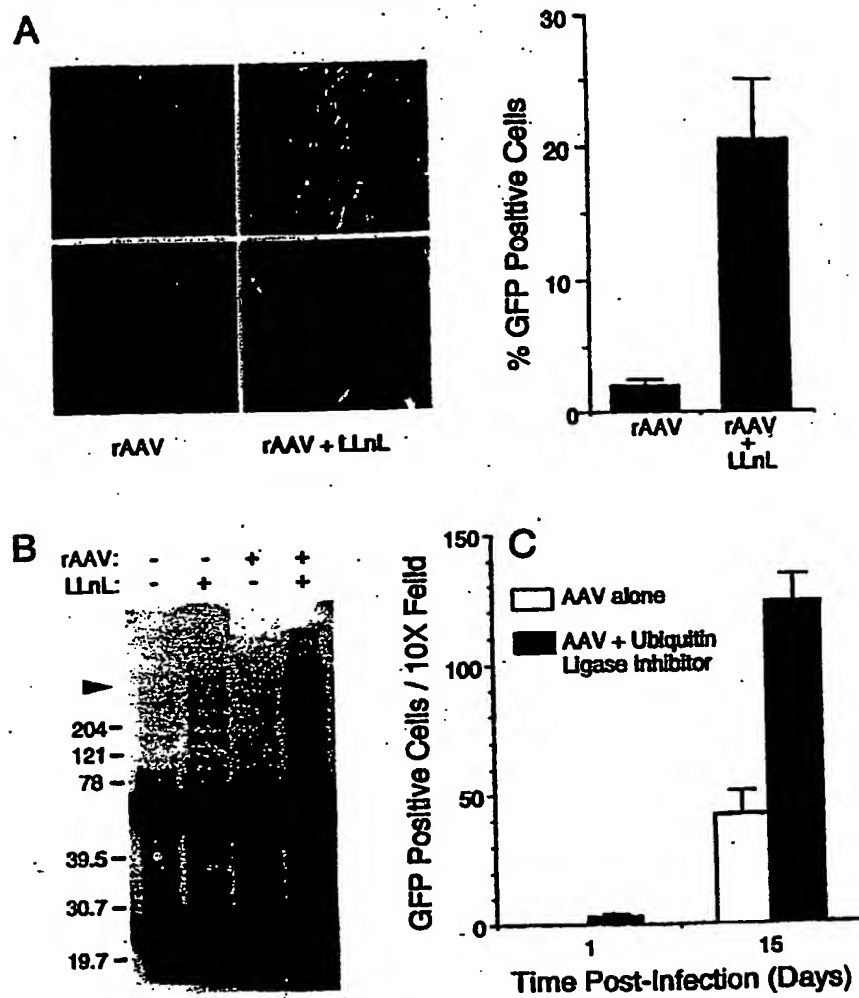 A
rAAV
rAAV + LLnL
% GFP Positive Cells
30
20
10
0
rAAV
rAAV
+
LLnL
B
rAAV: - - + +
LLnL: - + - +
204
121
78
39.5
30.7
19.7
C
GFP Positive Cells / 10X Feild
150
100
50
0
AAV alone
AAV + Ubiquitin
Ligase Inhibitor
1
15
Time Post-Infection (Days)